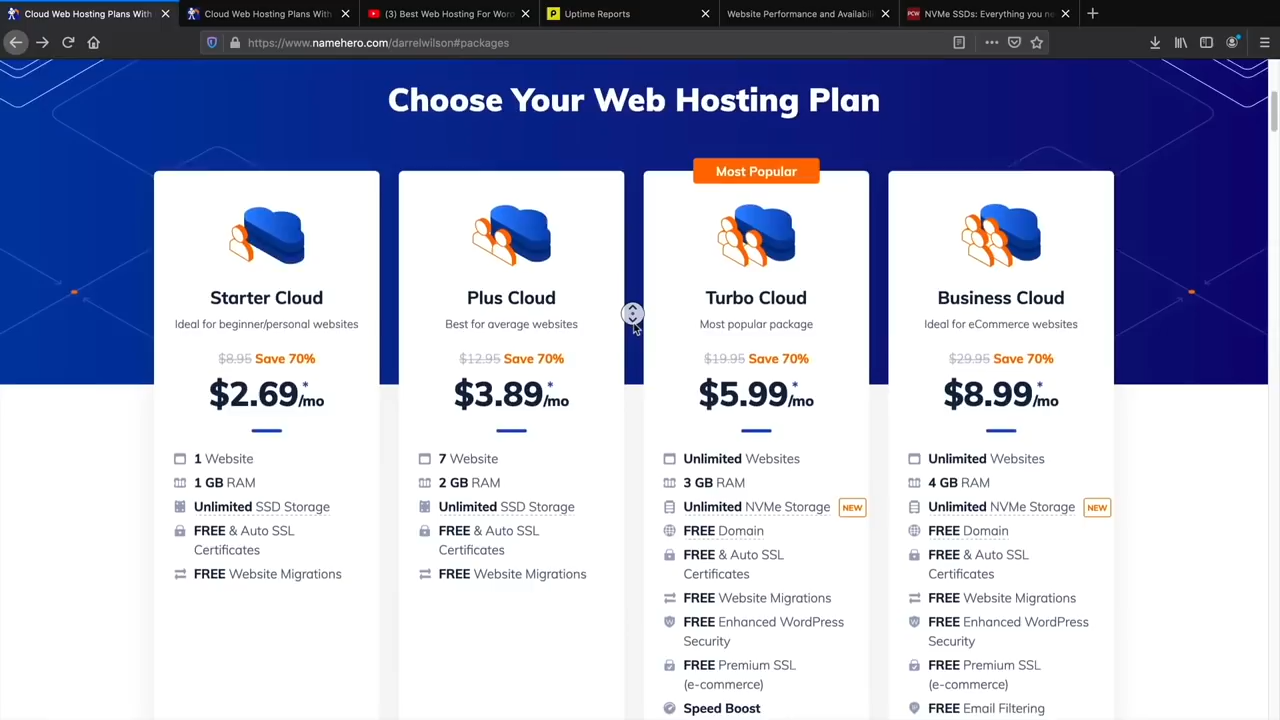 Cloud Web Hosting Plans With
Cloud Web Hosting Plans With
(3) Best Web Hosting For Wor
Uptime Reports
Website Performance and Availabil
PCW
NVMe SSDs: Everything you ne
https://www.namehero.com/darrelwilson#packages
Choose Your Web Hosting Plan
Starter Cloud
Ideal for beginner/personal websites
$8.95 Save 70%
$2.69*/mo
1 Website
1 GB RAM
Unlimited SSD Storage
FREE & Auto SSL
Certificates
FREE Website Migrations
Plus Cloud
Best for average websites
$12.95 Save 70%
$3.89*/mo
7 Website
2 GB RAM
Unlimited SSD Storage
FREE & Auto SSL
Certificates
FREE Website Migrations
Most Popular
Turbo Cloud
Most popular package
$19.95 Save 70%
$5.99*/mo
Unlimited Websites
3 GB RAM
Unlimited NVMe Storage NEW
FREE Domain
FREE & Auto SSL
Certificates
FREE Website Migrations
FREE Enhanced WordPress
Security
FREE Premium SSL
(e-commerce)
Speed Boost
Business Cloud
Ideal for eCommerce websites
$29.95 Save 70%
$8.99*/mo
Unlimited Websites
4 GB RAM
Unlimited NVMe Storage NEW
FREE Domain
FREE & Auto SSL
Certificates
FREE Website Migrations
FREE Enhanced WordPress
Security
FREE Premium SSL
(e-commerce)
FREE Email Filtering